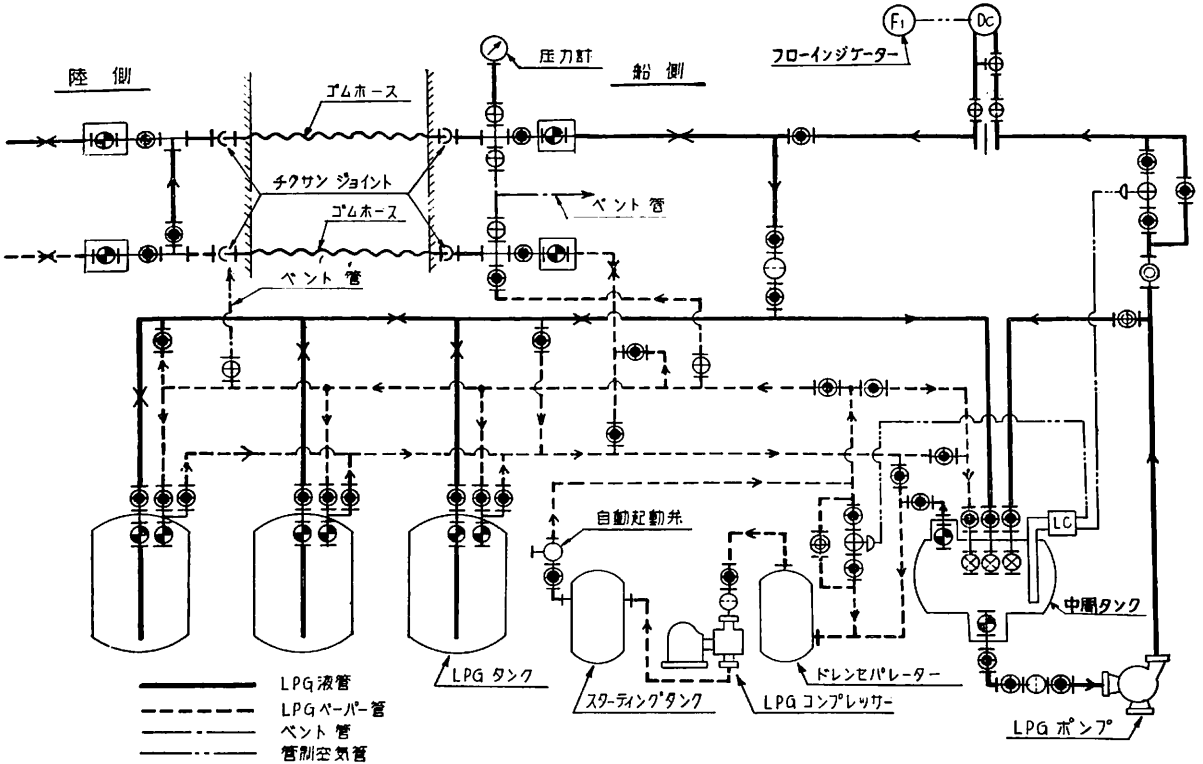 陸側
圧力計
船側
フローインジケーター
F1
DC
ゴムホース
チクサン ジョイント
ゴムホース
ベント管
ベント管
自動起動弁
LC
中間タンク
LPG タンク
スターティングタンク
LPG コンプレッサー
ドレンセパレーター
LPG ポンプ
LPG液管
LPGベーパー管
ベント管
管制空気管